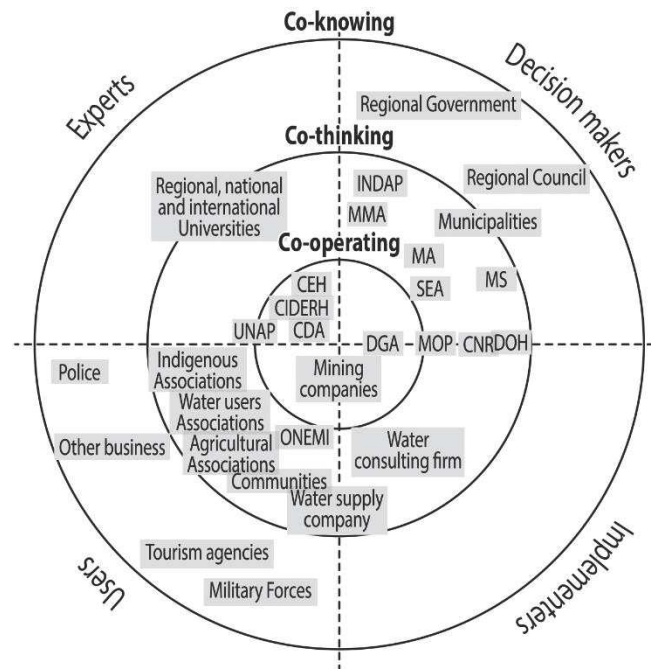 Co-knowing
Experts
Decision makers
Regional Government
Co-thinking
Regional, national
and international
Universities
INDAP
MMA
Regional Council
Municipalities
Co-operating
MA
SEA
MS
CEH
CIDERH
UNAP
CDA
DGA
MOP
CNR
DOH
Police
Indigenous
Associations
Mining
companies
Water users
Associations
Other business
Agricultural
Associations
ONEMI
Water
consulting firm
Communities
Water supply
company
Tourism agencies
Military Forces
Users
Implementers